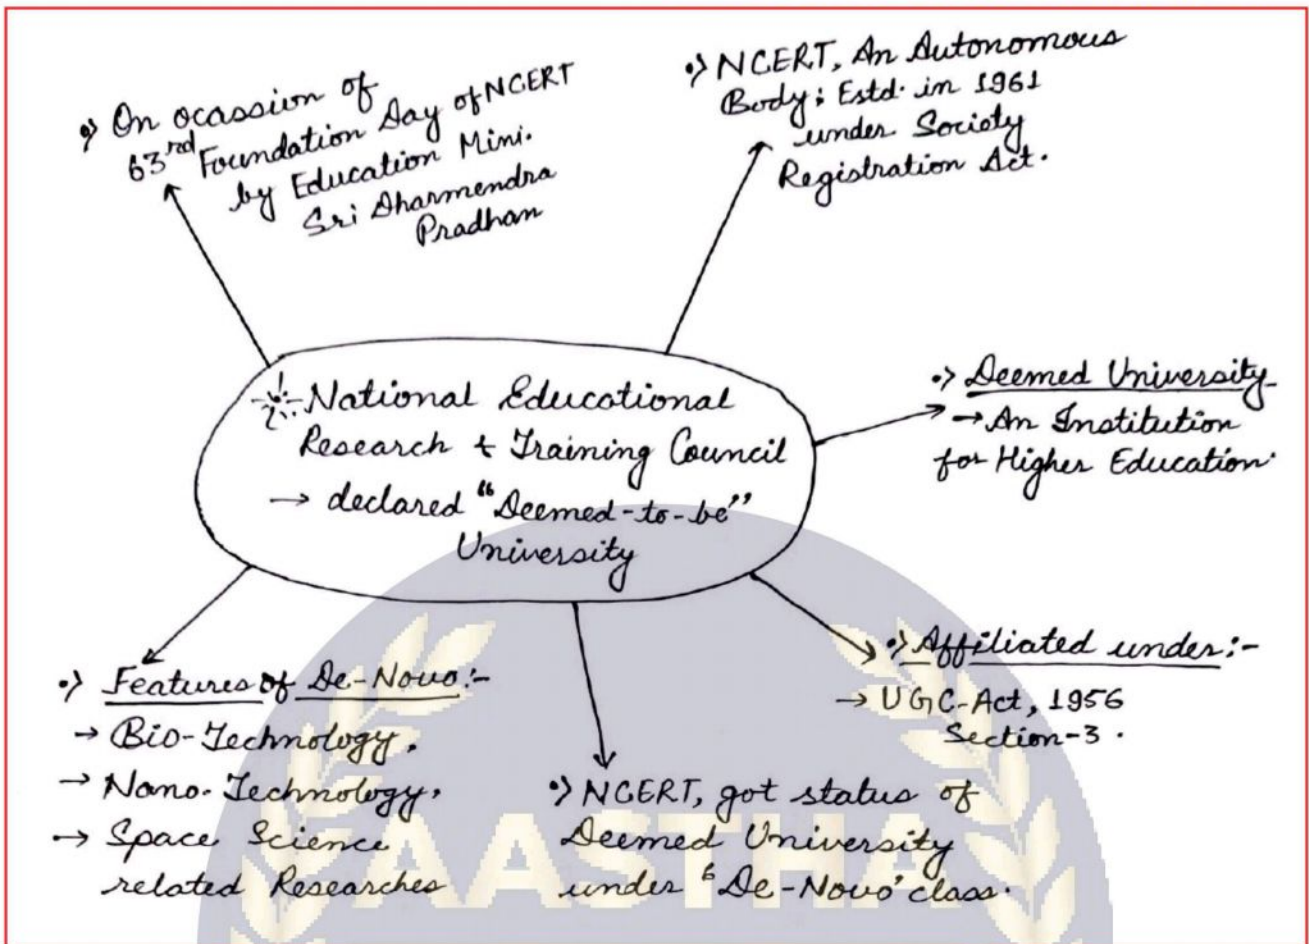 •> On ocassion of
63rd Foundation Day of NCERT
by Education Mini.
Sri Dharmendra
Pradhan
•> NCERT, An Autonomous
Body; Estd. in 1961
under Society
Registration Act.
National Educational
Research + Training Council
→ declared "Deemed-to-be"
University
•> Deemed University
→ An Institution
for Higher Education.
•> Affiliated under:-
→ UGC-Act, 1956
Section-3.
•> Features of De-Novo:-
→ Bio-Technology,
→ Nano-Technology,
→ Space Science
related Researches
•> NCERT, got status of
Deemed University
under 'De-Novo' class.
AASTHA